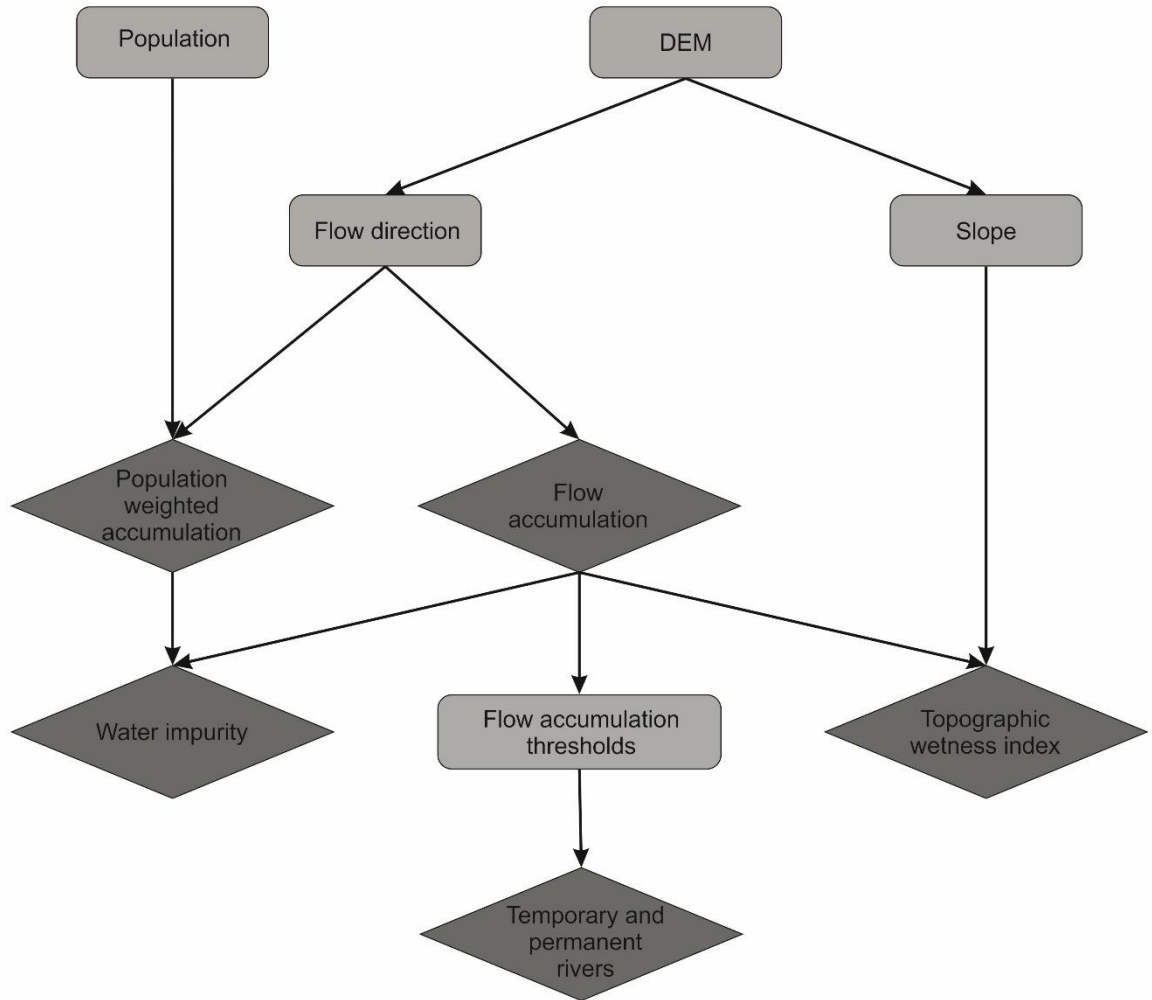 Population
DEM
Flow direction
Slope
Population
weighted
accumulation
Flow
accumulation
Water impurity
Flow accumulation
thresholds
Topographic
wetness index
Temporary and
permanent
rivers